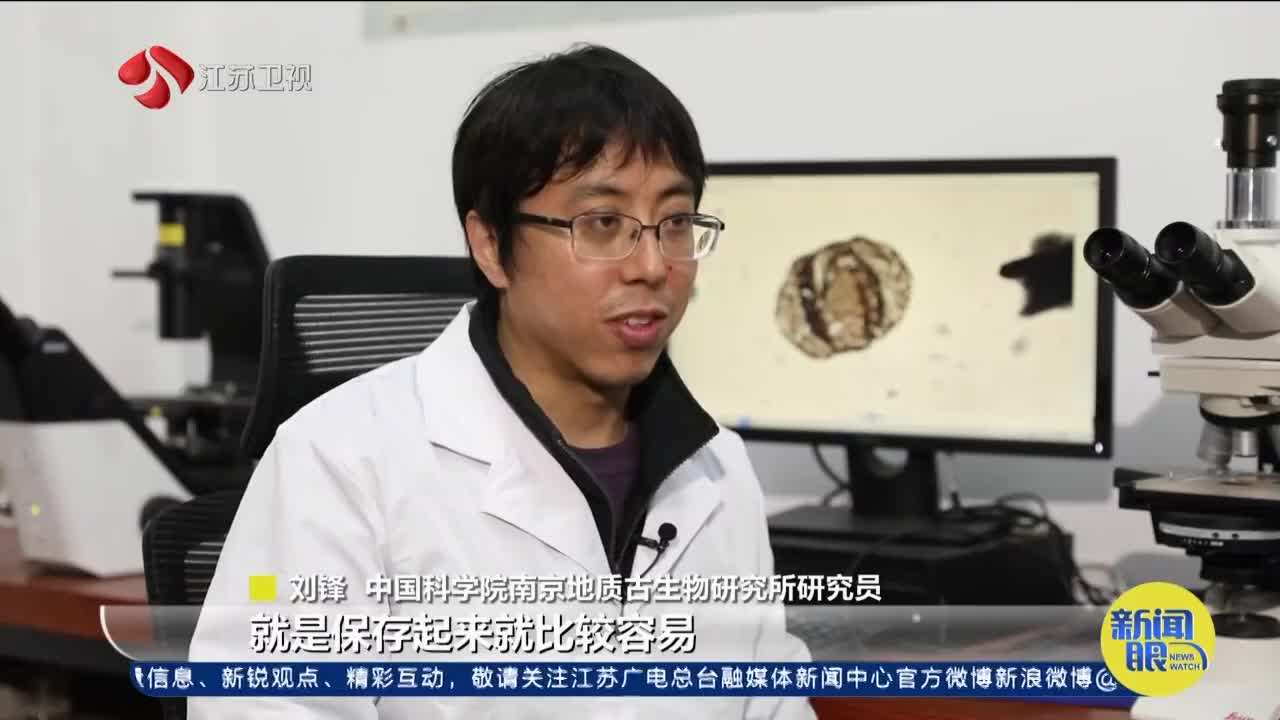 江苏卫视
刘锋 中国科学院南京地质古生物研究所研究员
就是保存起来就比较容易
新闻眼
NEWS WATCH
信息、新锐观点、精彩互动，敬请关注江苏广电总台融媒体新闻中心官方微博新浪微博@